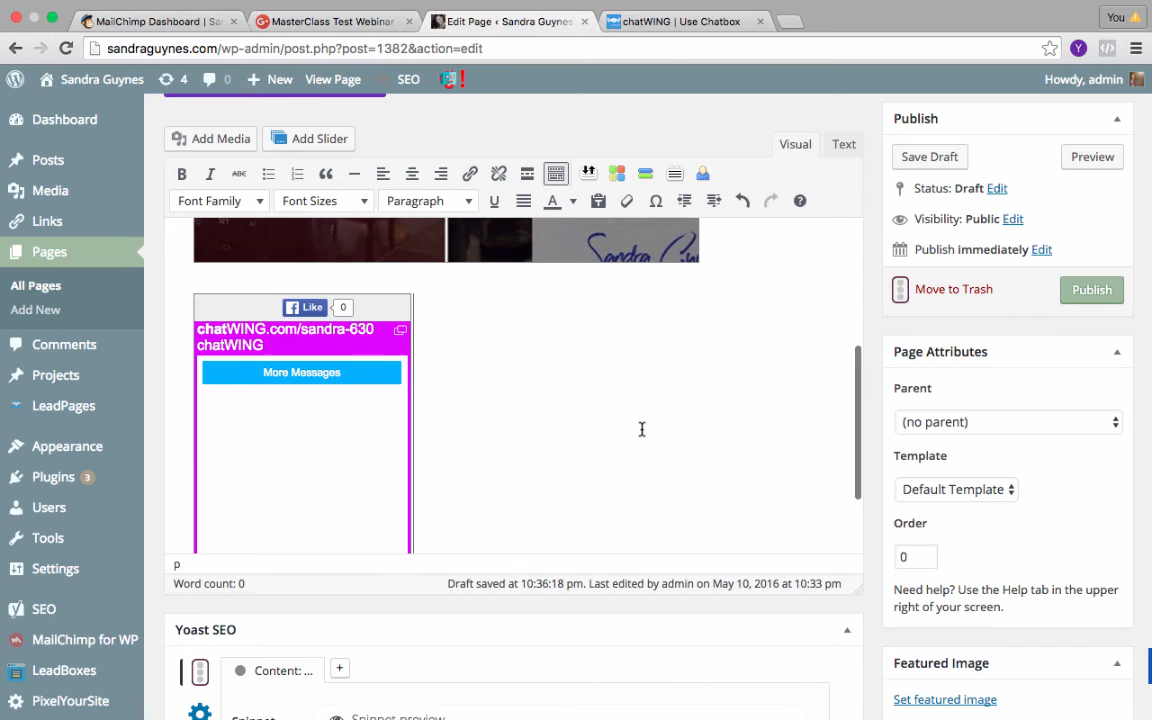 MailChimp Dashboard | San
MasterClass Test Webinar
Edit Page ‹ Sandra Guynes
chatWING | Use Chatbox
You
sandraguynes.com/wp-admin/post.php?post=1382&action=edit
Y
Sandra Guynes
4
0
New
View Page
SEO
Howdy, admin
Dashboard
Posts
Media
Links
Pages
All Pages
Add New
Comments
Projects
LeadPages
Appearance
Plugins 3
Users
Tools
Settings
SEO
MailChimp for WP
LeadBoxes
PixelYourSite
Add Media
Add Slider
Visual
Text
B I ABC
Font Family
Font Sizes
Paragraph
U
A
Ω
Like
0
chatWING.com/sandra-630
chatWING
More Messages
p
Word count: 0
Draft saved at 10:36:18 pm. Last edited by admin on May 10, 2016 at 10:33 pm
Yoast SEO
Content: ...
+
Snippet preview
Publish
Save Draft
Preview
Status: Draft Edit
Visibility: Public Edit
Publish immediately Edit
Move to Trash
Publish
Page Attributes
Parent
(no parent)
Template
Default Template
Order
0
Need help? Use the Help tab in the upper
right of your screen.
Featured Image
Set featured image